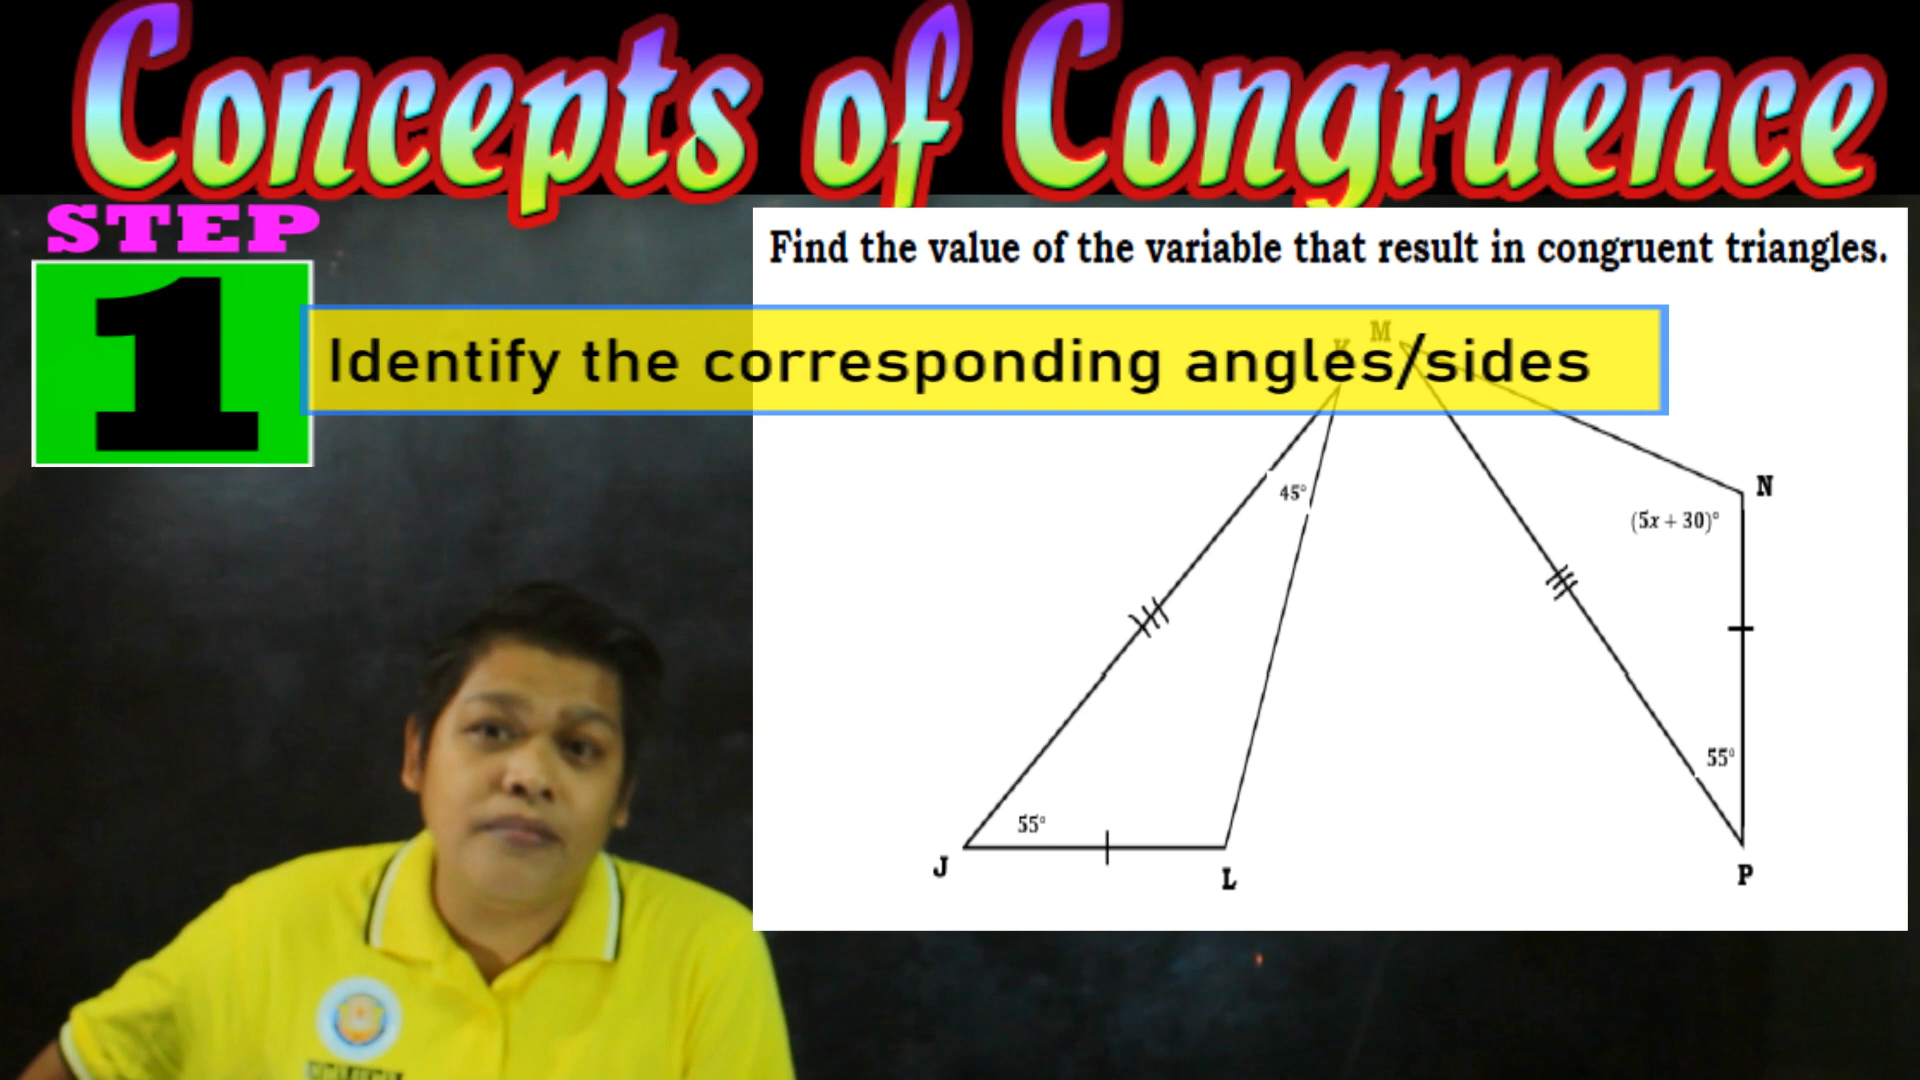 Concepts of Congruence
STEP
1
Find the value of the variable that result in congruent triangles.
Identify the corresponding angles/sides
K M
N
45°
(5x + 30)°
55°
55°
J
L
P